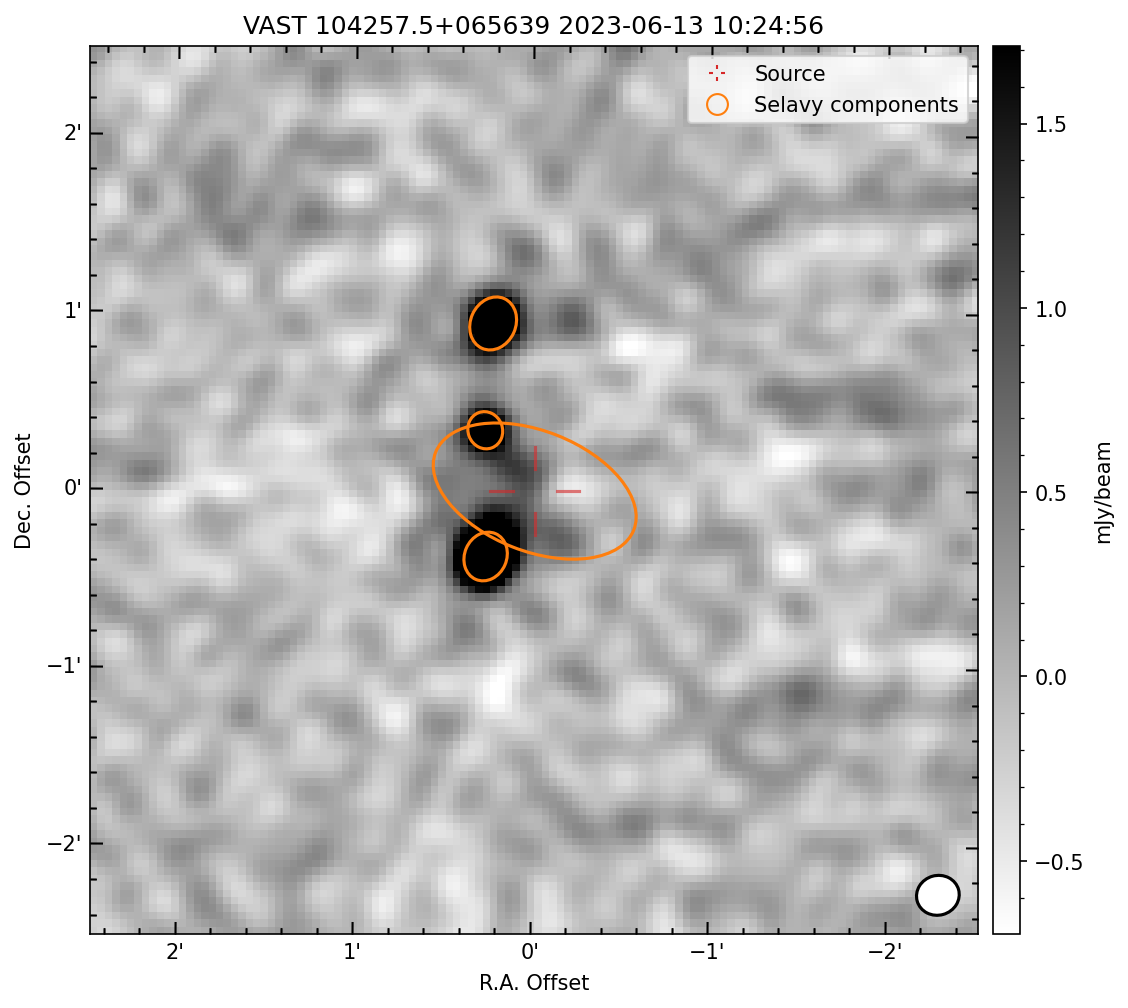 VAST 104257.5+065639 2023-06-13 10:24:56
Source
Selavy components
2'
1'
0'
−1'
−2'
Dec. Offset
2'
1'
0'
−1'
−2'
R.A. Offset
1.5
1.0
0.5
0.0
−0.5
mJy/beam